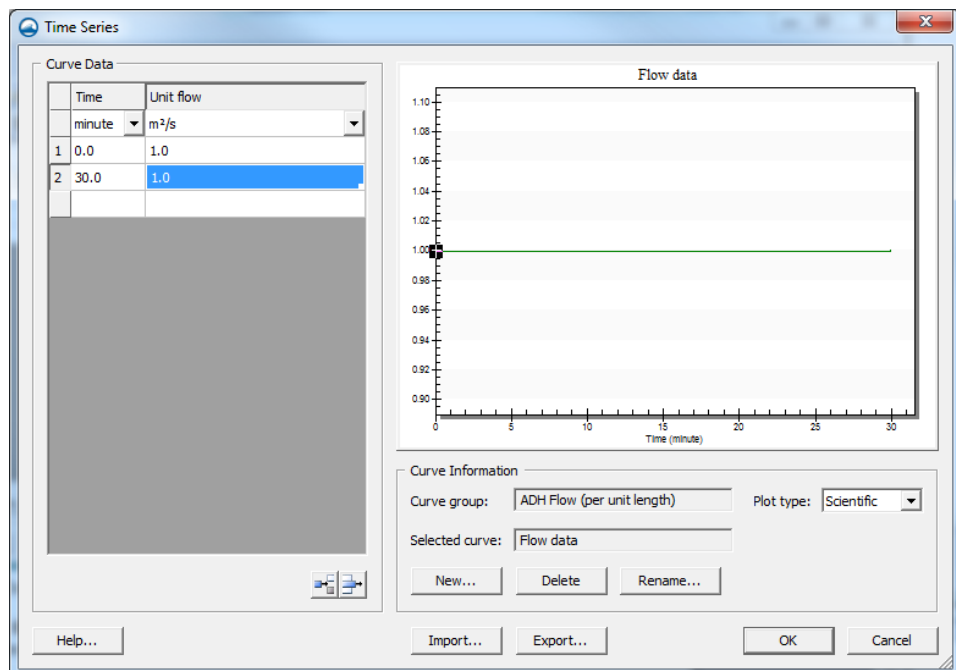 Time Series
Curve Data
Time Unit flow
minute m²/s
1 0.0 1.0
2 30.0 1.0
Flow data
1.10
1.08
1.06
1.04
1.02
1.00
0.98
0.96
0.94
0.92
0.90
0 5 10 15 20 25 30
Time (minute)
Curve Information
Curve group: ADH Flow (per unit length) Plot type: Scientific
Selected curve: Flow data
New... Delete Rename...
Help... Import... Export... OK Cancel